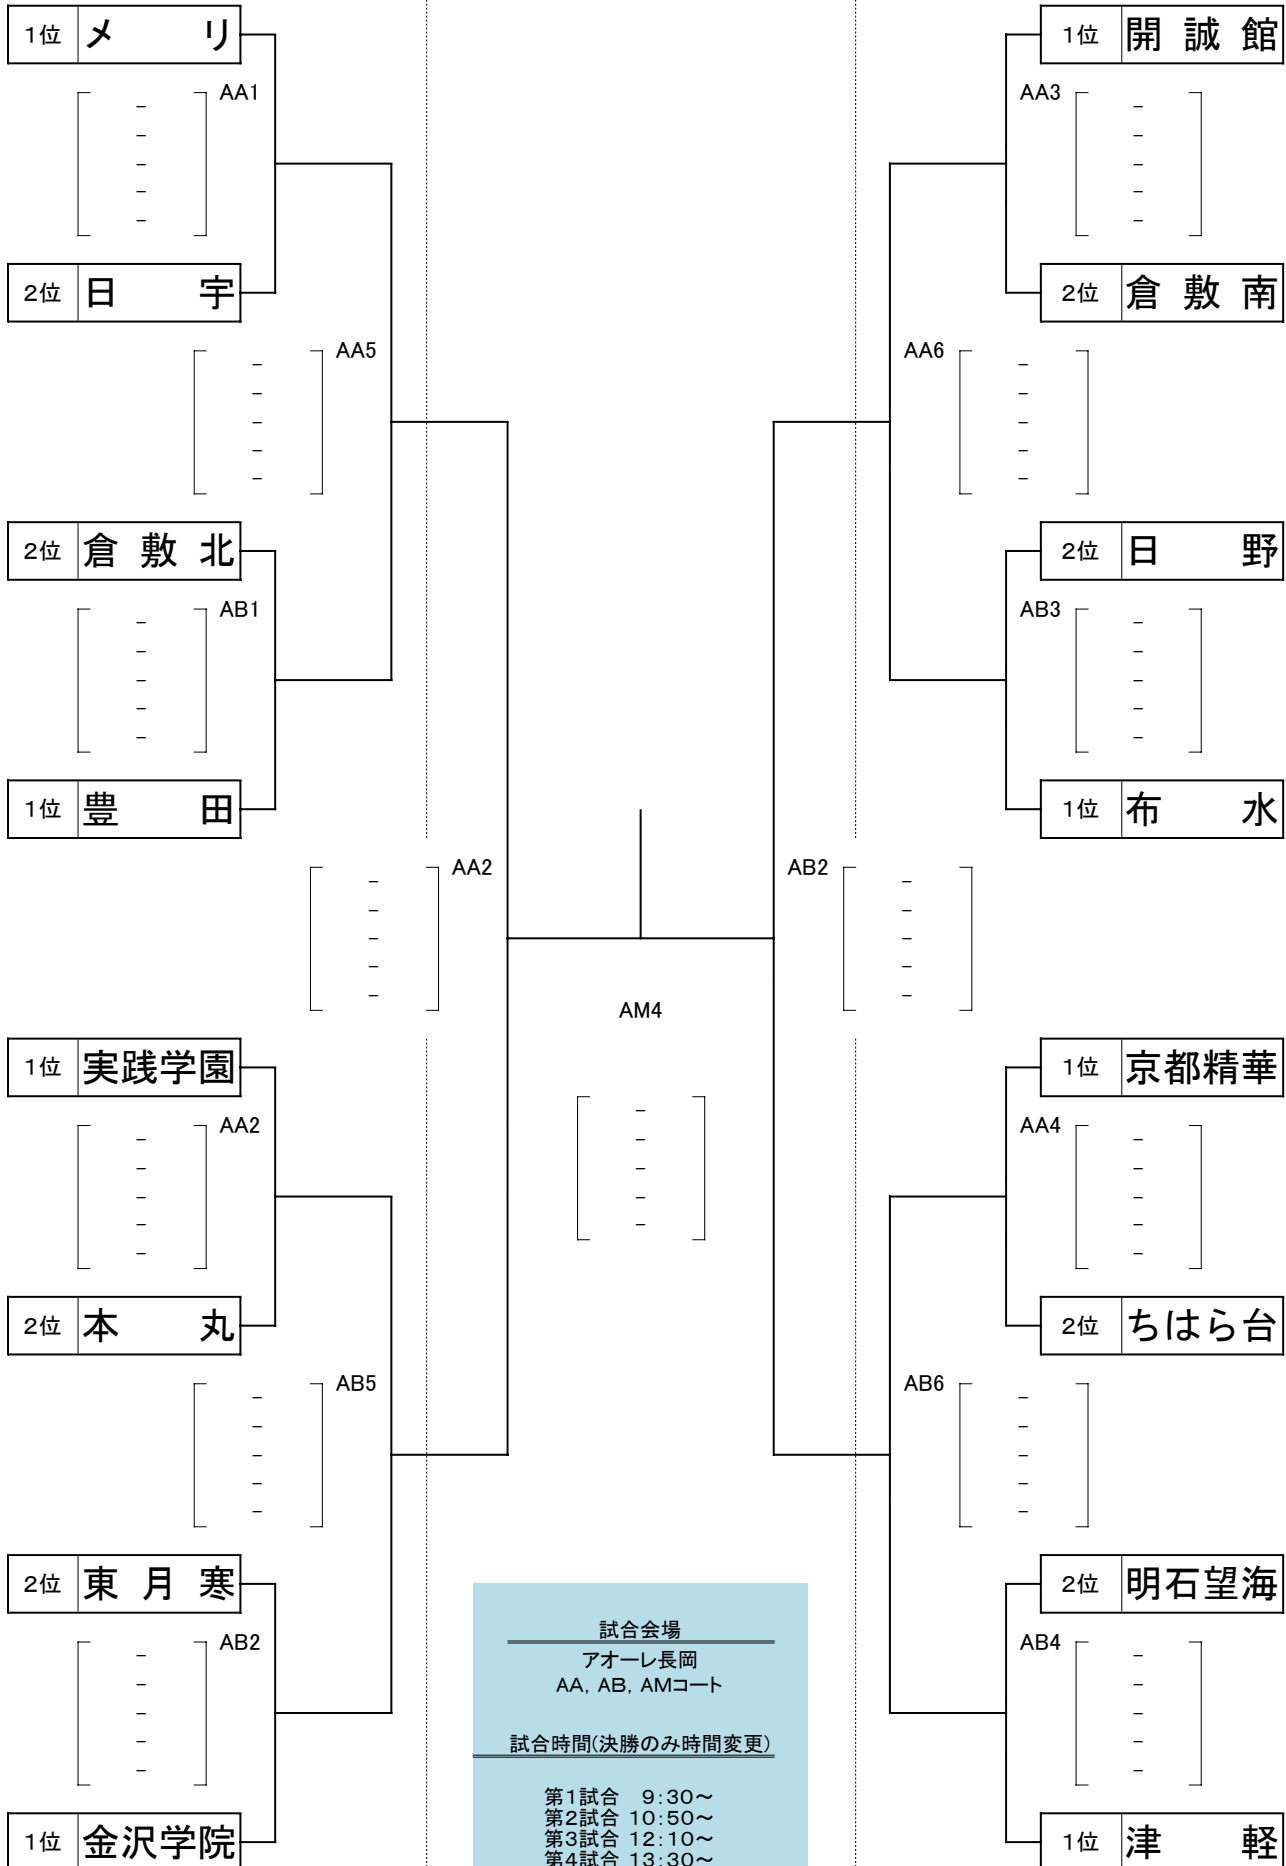 1位 メリ
AA1
-
-
-
-
-
2位 日宇
AA5
-
-
-
-
-
2位 倉敷北
AB1
-
-
-
-
-
1位 豊田
AA2
-
-
-
-
-
1位 実践学園
AA2
-
-
-
-
-
2位 本丸
AB5
-
-
-
-
-
2位 東月寒
AB2
-
-
-
-
-
1位 金沢学院
AM4
-
-
-
-
-
1位 開誠館
AA3
-
-
-
-
-
2位 倉敷南
AA6
-
-
-
-
-
2位 日野
AB3
-
-
-
-
-
1位 布水
AB2
-
-
-
-
-
1位 京都精華
AA4
-
-
-
-
-
2位 ちはら台
AB6
-
-
-
-
-
2位 明石望海
AB4
-
-
-
-
-
1位 津軽
試合会場
アオーレ長岡
AA, AB, AMコート
試合時間(決勝のみ時間変更)
第1試合 9:30~
第2試合 10:50~
第3試合 12:10~
第4試合 13:30~